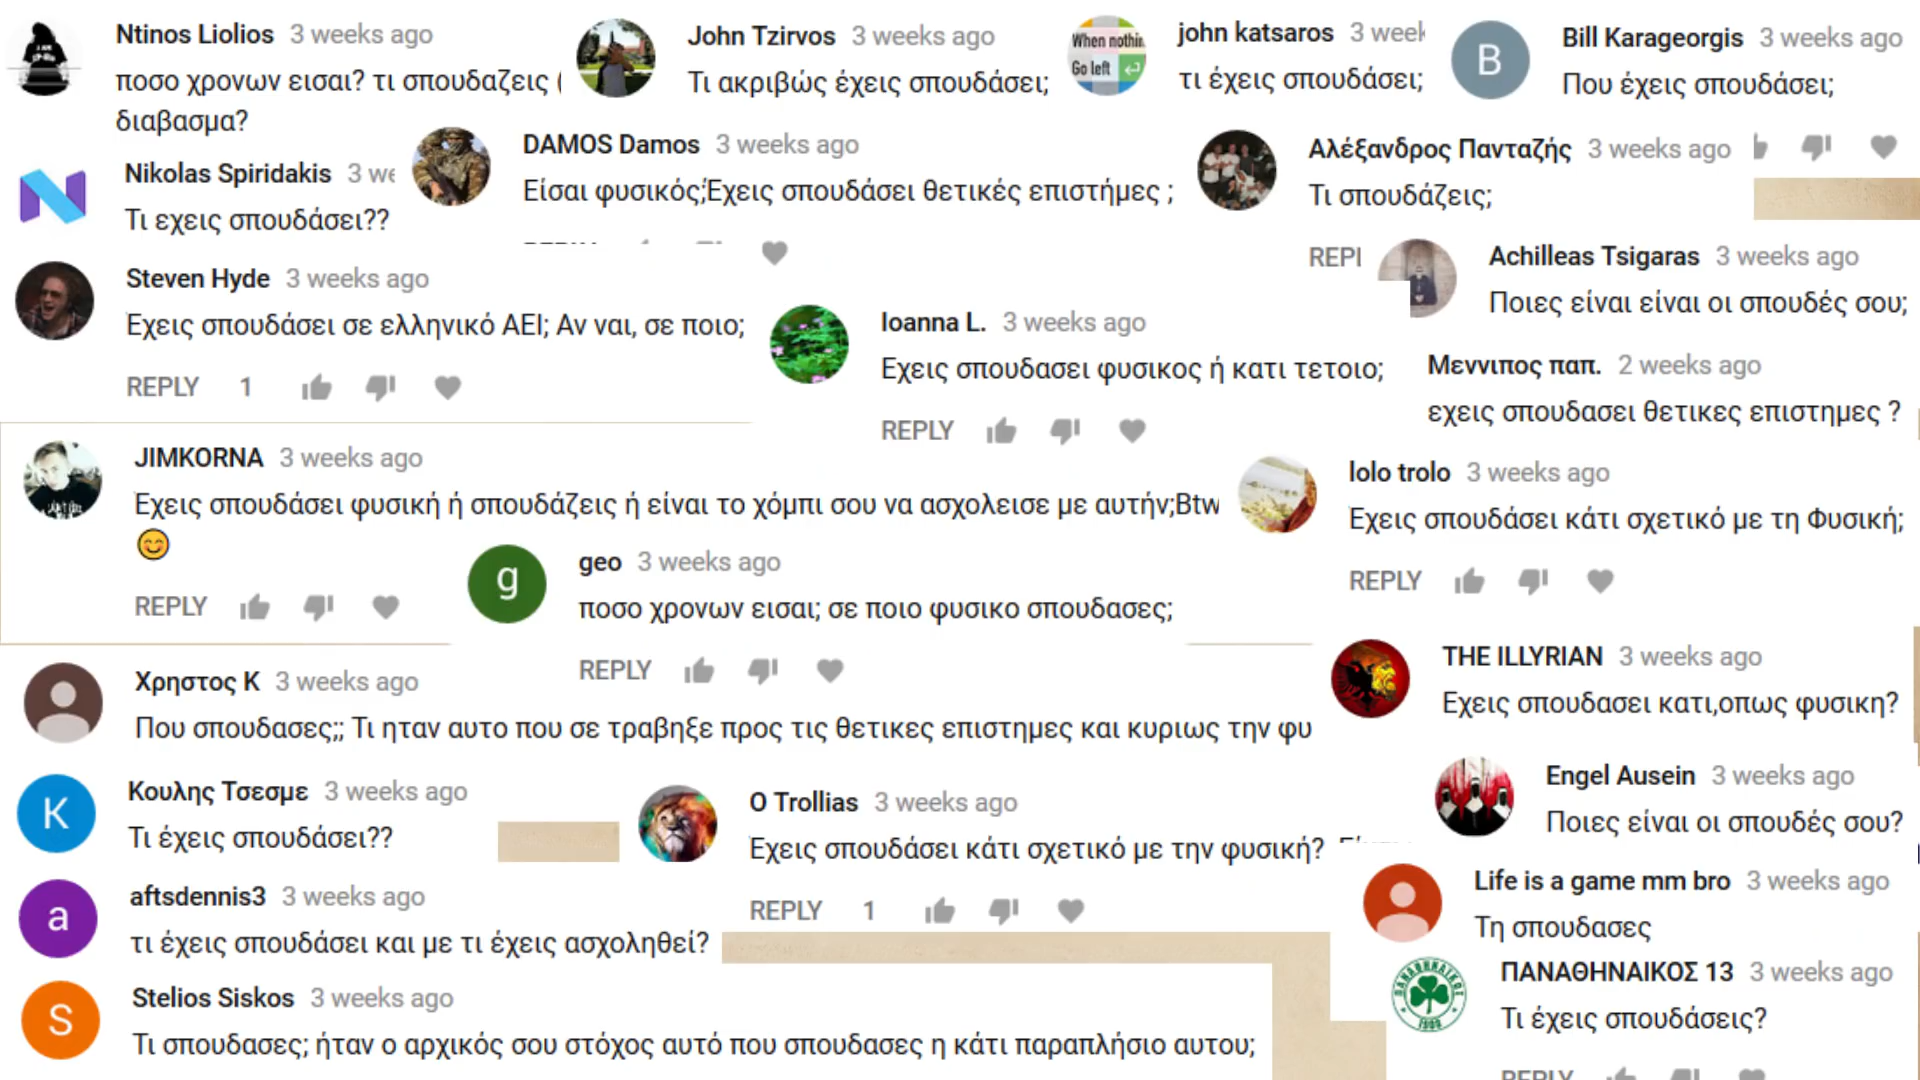 Ntinos Liolios 3 weeks ago
ποσο χρονων εισαι? τι σπουδαζεις (
διαβασμα?
John Tzirvos 3 weeks ago
Τι ακριβώς έχεις σπουδάσει;
When nothin
Go left
john katsaros 3 week
τι έχεις σπουδάσει;
B
Bill Karageorgis 3 weeks ago
Που έχεις σπουδάσει;
Nikolas Spiridakis 3 we
Τι εχεις σπουδάσει??
DAMOS Damos 3 weeks ago
Είσαι φυσικός;Έχεις σπουδάσει θετικές επιστήμες ;
Αλέξανδρος Πανταζής 3 weeks ago
Τι σπουδάζεις;
REPL
Achilleas Tsigaras 3 weeks ago
Ποιες είναι είναι οι σπουδές σου;
Steven Hyde 3 weeks ago
Έχεις σπουδάσει σε ελληνικό ΑΕΙ; Αν ναι, σε ποιο;
REPLY 1
Ioanna L. 3 weeks ago
Εχεις σπουδασει φυσικος ή κατι τετοιο;
REPLY
Μεννιπος παπ. 2 weeks ago
εχεις σπουδασει θετικες επιστημες ?
JIMKORNA 3 weeks ago
Έχεις σπουδάσει φυσική ή σπουδάζεις ή είναι το χόμπι σου να ασχολεισε με αυτήν;Btw
REPLY
lolo trolo 3 weeks ago
Εχεις σπουδάσει κάτι σχετικό με τη Φυσική;
REPLY
g
geo 3 weeks ago
ποσο χρονων εισαι; σε ποιο φυσικο σπουδασες;
REPLY
THE ILLYRIAN 3 weeks ago
Εχεις σπουδασει κατι,οπως φυσικη?
Χρηστος Κ 3 weeks ago
Που σπουδασες;; Τι ηταν αυτο που σε τραβηξε προς τις θετικες επιστημες και κυριως την φυ
K
Κουλης Τσεσμε 3 weeks ago
Τι έχεις σπουδάσει??
O Trollias 3 weeks ago
Έχεις σπουδάσει κάτι σχετικό με την φυσική?
REPLY 1
Engel Ausein 3 weeks ago
Ποιες είναι οι σπουδές σου?
a
aftsdennis3 3 weeks ago
τι έχεις σπουδάσει και με τι έχεις ασχοληθεί?
Life is a game mm bro 3 weeks ago
Τη σπουδασες
S
Stelios Siskos 3 weeks ago
Τι σπουδασες; ήταν ο αρχικός σου στόχος αυτό που σπουδασες η κάτι παραπλήσιο αυτου;
ΠΑΝΑΘΗΝΑΙΚΟΣ 13 3 weeks ago
Τι έχεις σπουδάσεις?
REPLY